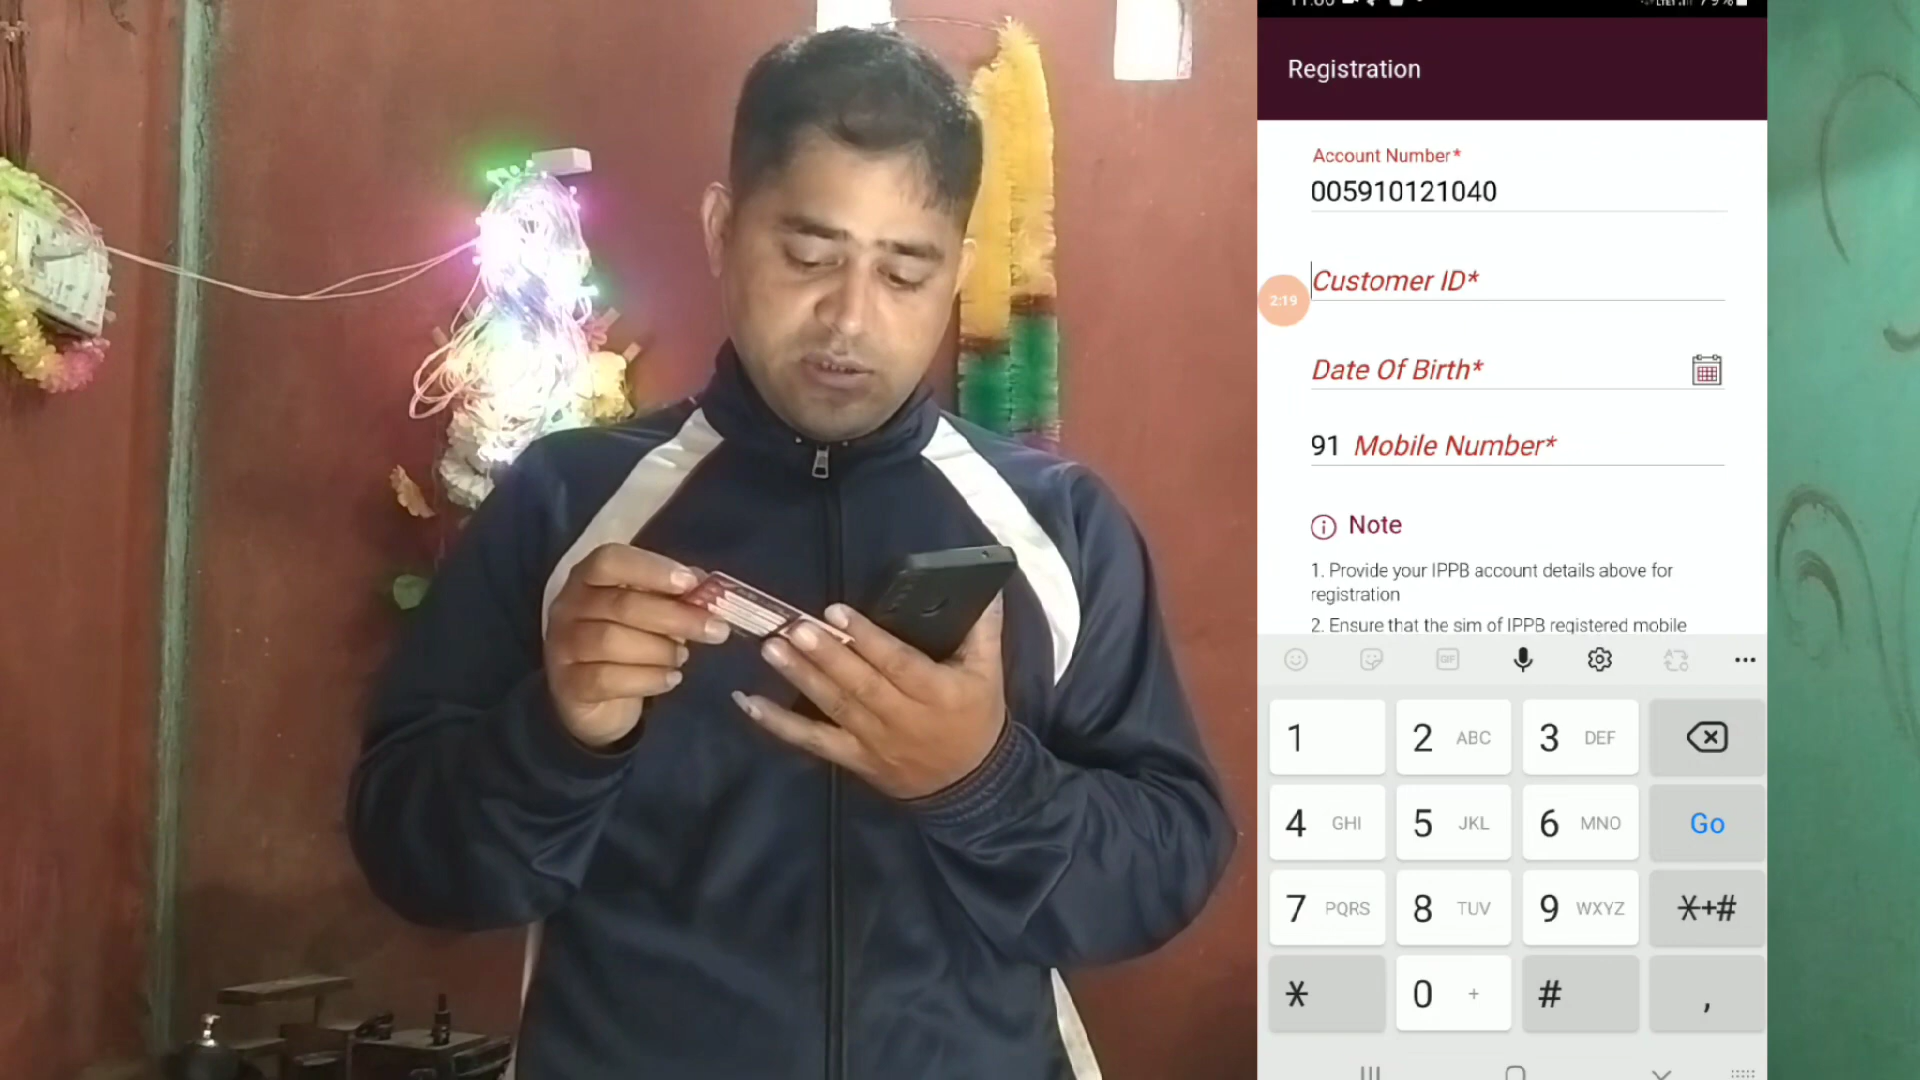 Registration
Account Number*
005910121040
Customer ID*
2:19
Date Of Birth*
91 Mobile Number*
Note
1. Provide your IPPB account details above for
registration
2. Ensure that the sim of IPPB registered mobile
GIF
1
2 ABC
3 DEF
4 GHI
5 JKL
6 MNO
Go
7 PQRS
8 TUV
9 WXYZ
*+#
*
0 +
#
,